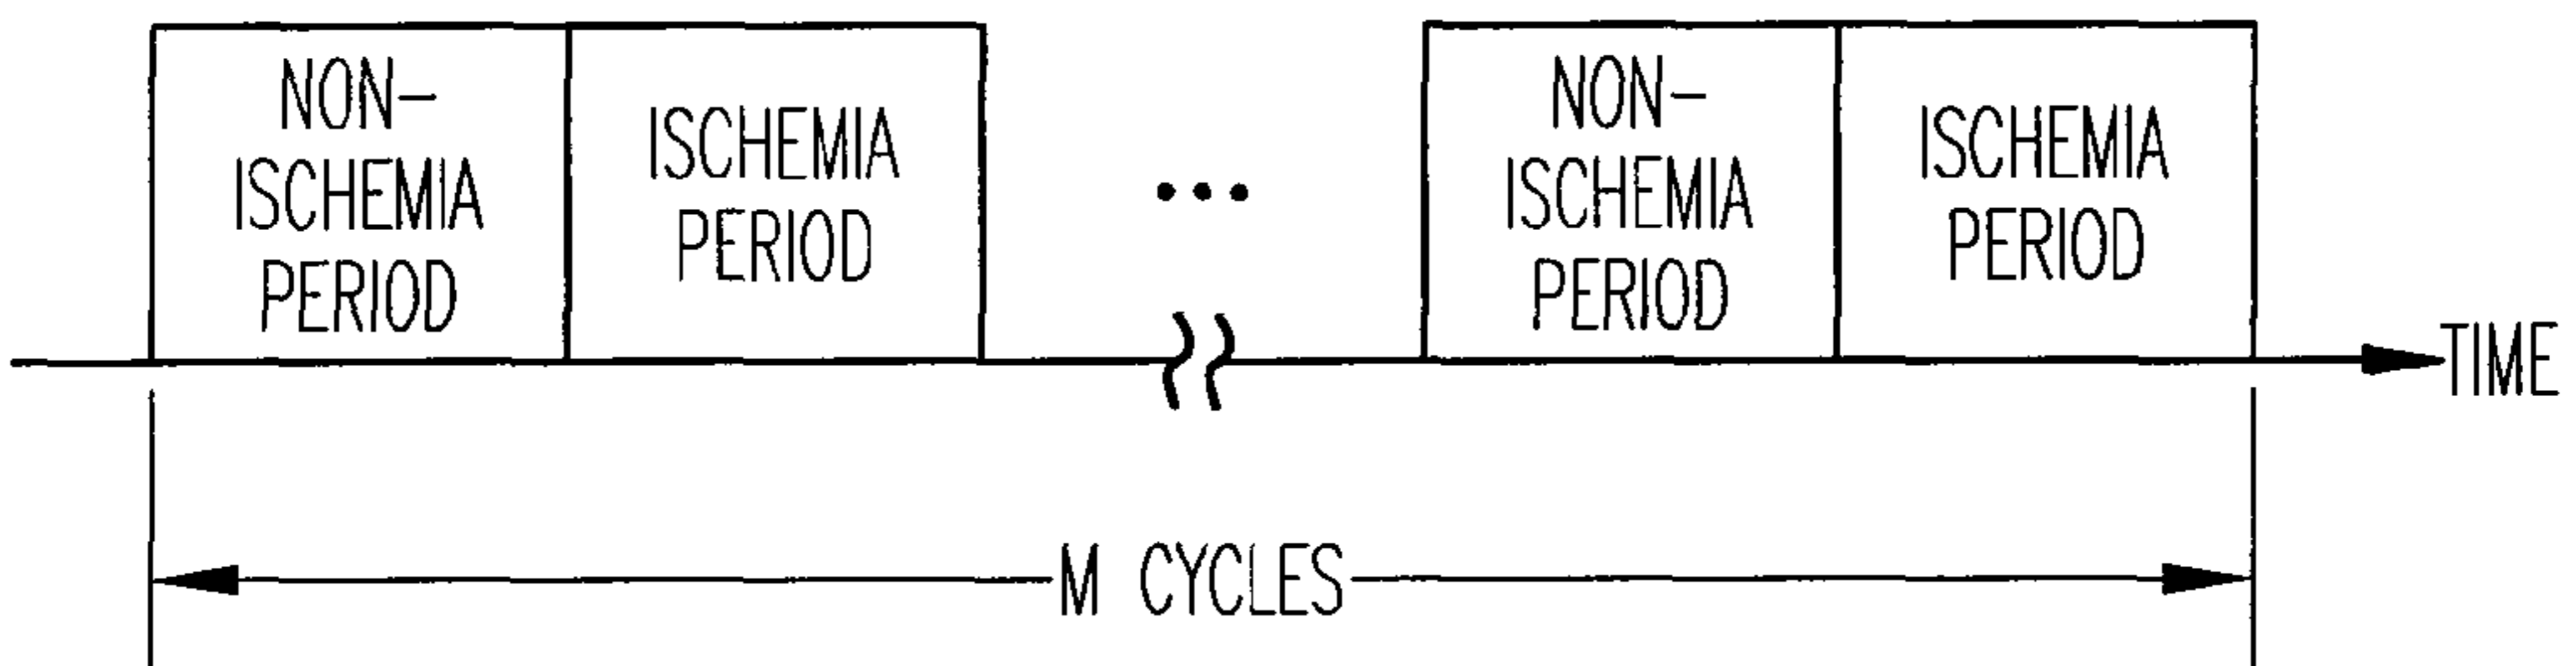 NON-
ISCHEMIA
PERIOD
ISCHEMIA
PERIOD
...
NON-
ISCHEMIA
PERIOD
ISCHEMIA
PERIOD
TIME
M CYCLES